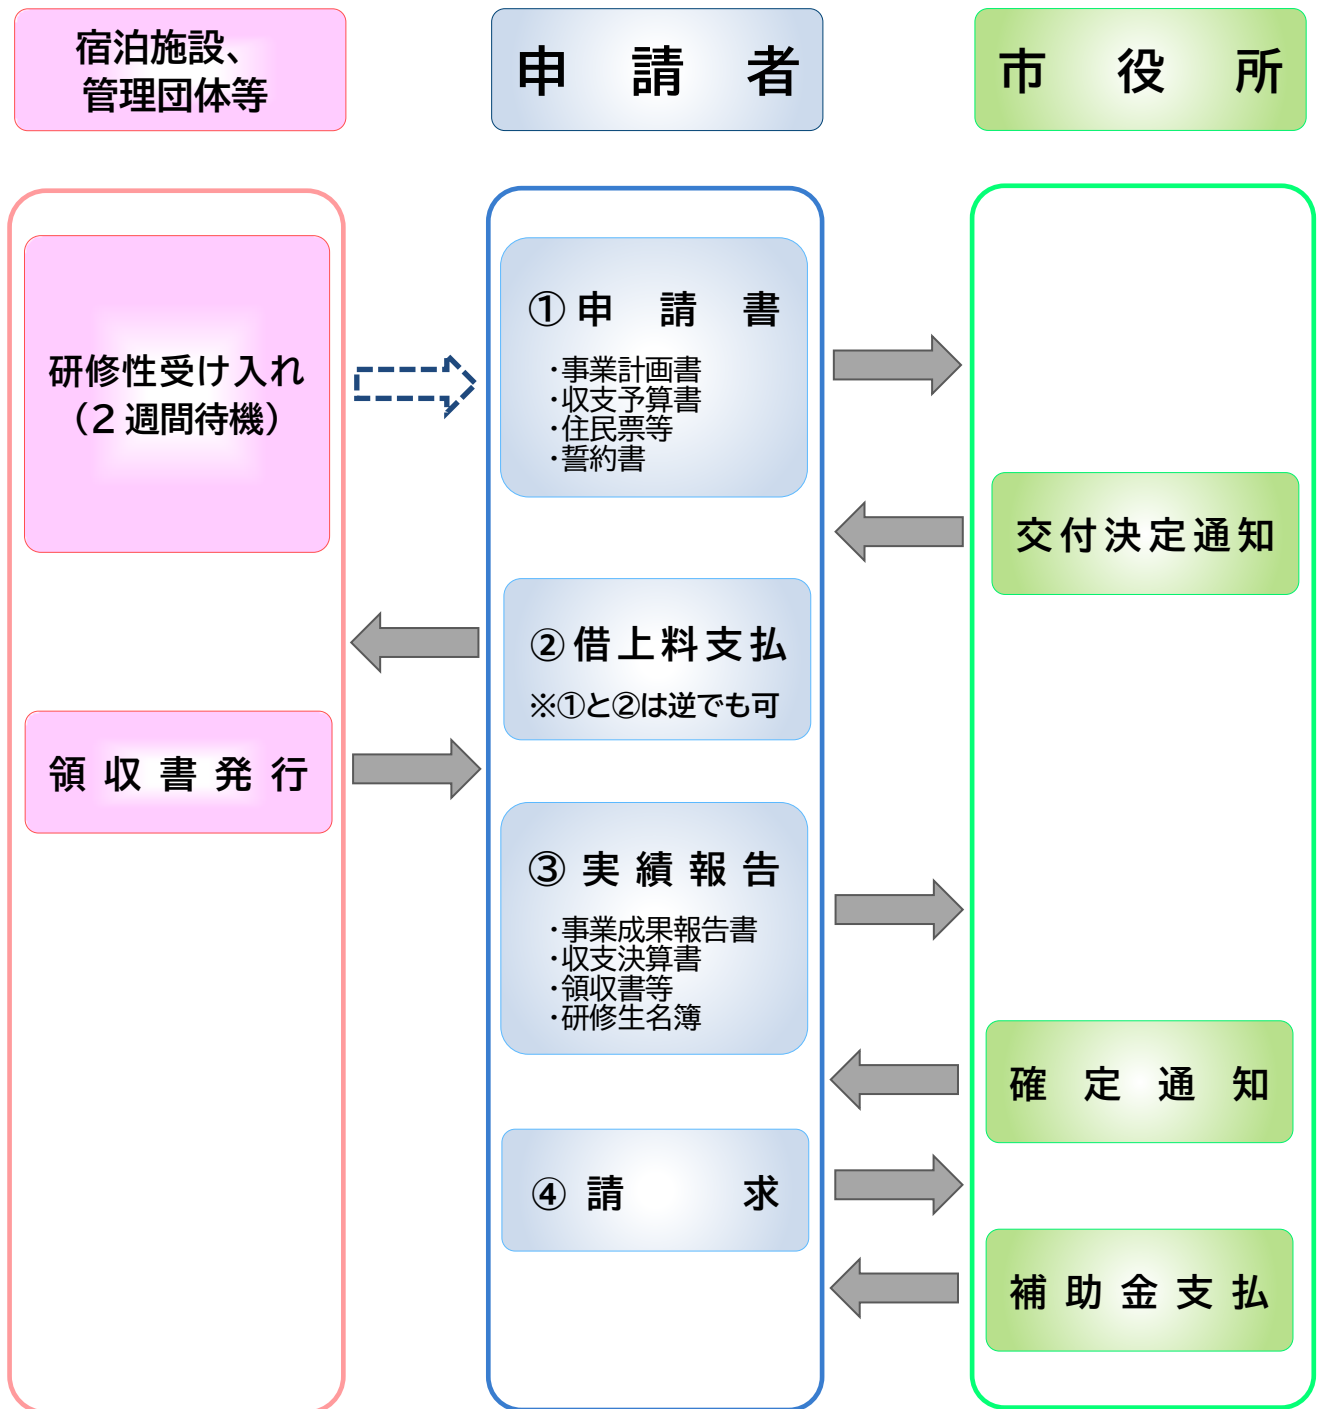 宿泊施設、
管理団体等
申請者
市役所
研修性受け入れ
（2週間待機）
①申請書
・事業計画書
・収支予算書
・住民票等
・誓約書
交付決定通知
②借上料支払
※①と②は逆でも可
領収書発行
③実績報告
・事業成果報告書
・収支決算書
・領収書等
・研修生名簿
確定通知
④請求
補助金支払